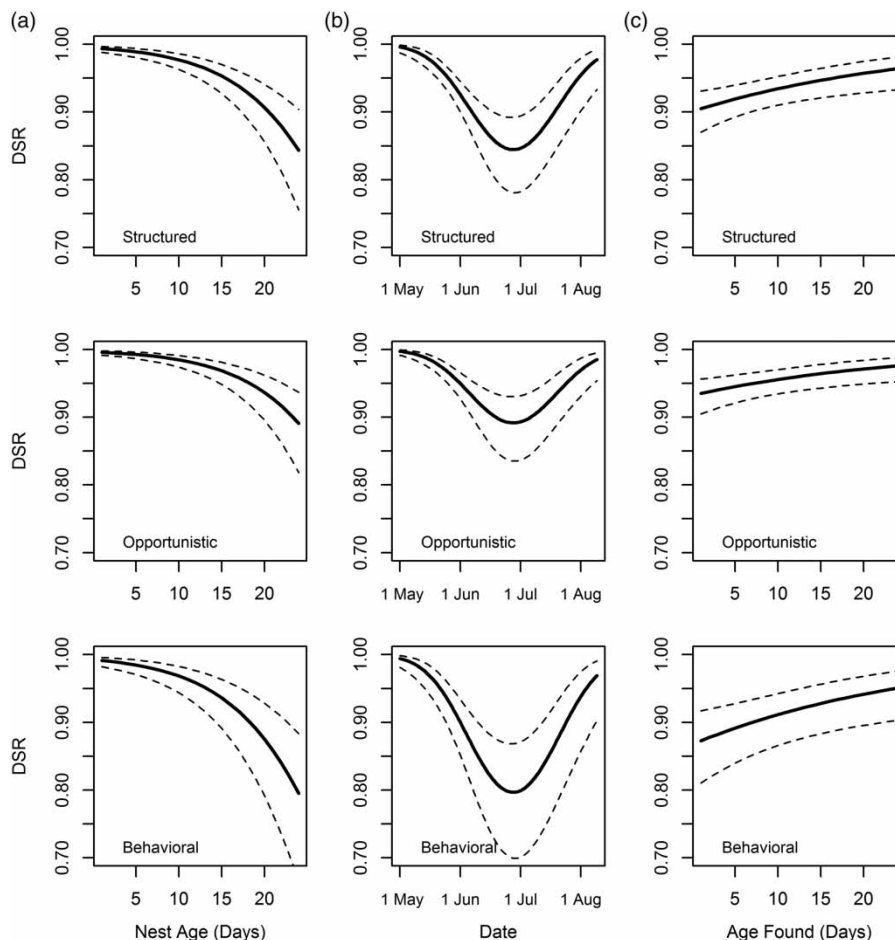 (a) (b) (c)
DSR
1.00 0.90 0.80 0.70
Structured
5 10 15 20
1.00 0.90 0.80 0.70
Structured
1 May 1 Jun 1 Jul 1 Aug
1.00 0.90 0.80 0.70
Structured
5 10 15 20
DSR
1.00 0.90 0.80 0.70
Opportunistic
5 10 15 20
1.00 0.90 0.80 0.70
Opportunistic
1 May 1 Jun 1 Jul 1 Aug
1.00 0.90 0.80 0.70
Opportunistic
5 10 15 20
DSR
1.00 0.90 0.80 0.70
Behavioral
5 10 15 20
Nest Age (Days)
1.00 0.90 0.80 0.70
Behavioral
1 May 1 Jun 1 Jul 1 Aug
Date
1.00 0.90 0.80 0.70
Behavioral
5 10 15 20
Age Found (Days)